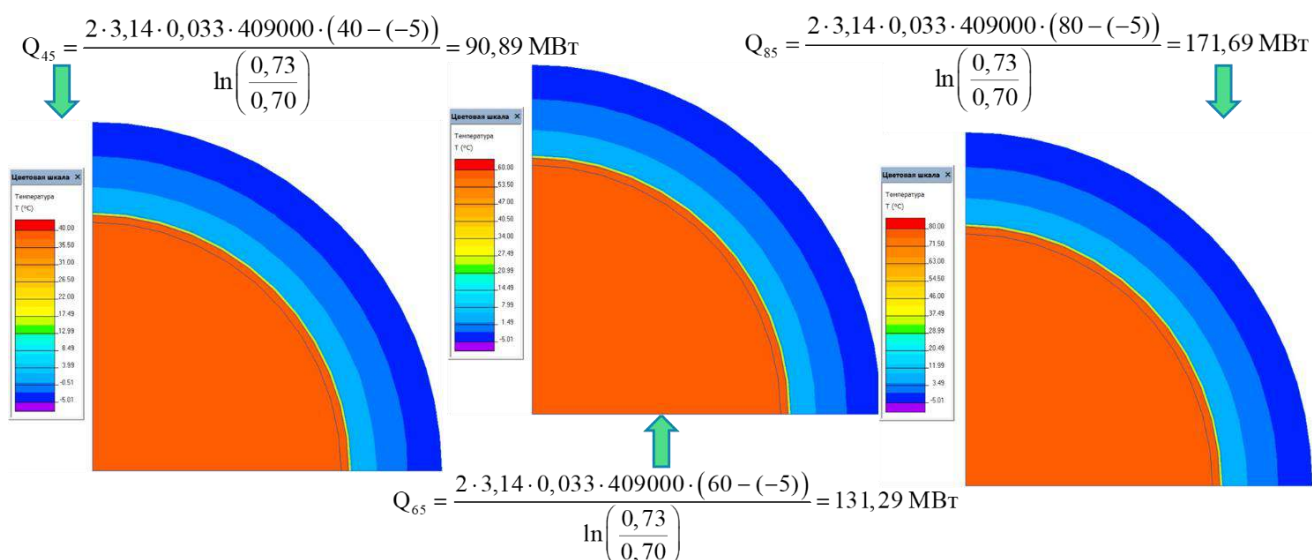 Q₄₅ = 2·3,14·0,033·409000·(40−(−5)) / ln(0,73/0,70) = 90,89 МВт
Q₈₅ = 2·3,14·0,033·409000·(80−(−5)) / ln(0,73/0,70) = 171,69 МВт
Цветовая шкала ×
Температура
T (°C)
40.00
35.50
31.00
26.50
22.00
17.49
12.99
8.49
3.99
-0.51
-5.01
Цветовая шкала ×
Температура
T (°C)
60.00
53.50
47.00
40.50
34.00
27.49
20.99
14.49
7.99
1.49
-5.01
Цветовая шкала ×
Температура
T (°C)
80.00
71.50
63.00
54.50
46.00
37.49
28.99
20.49
11.99
3.49
-5.01
Q₆₅ = 2·3,14·0,033·409000·(60−(−5)) / ln(0,73/0,70) = 131,29 МВт